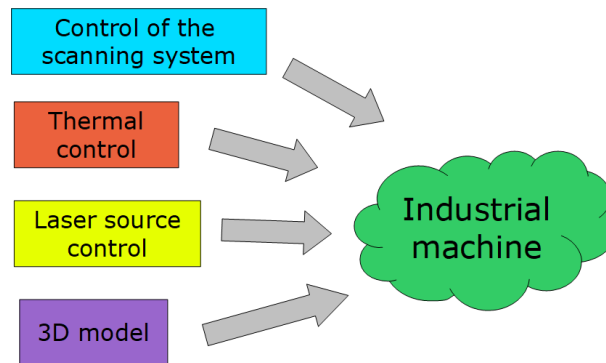 Control of the
scanning system
Thermal
control
Laser source
control
3D model
Industrial
machine